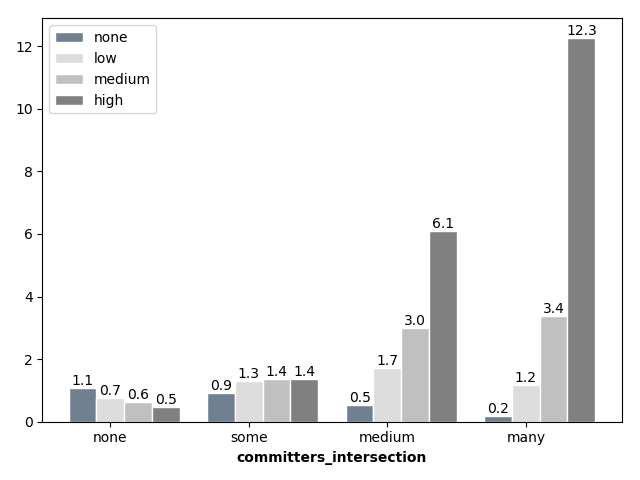 none
low
medium
high
12
10
8
6
4
2
0
1.1 0.7 0.6 0.5
0.9 1.3 1.4 1.4
0.5 1.7 3.0 6.1
0.2 1.2 3.4 12.3
none some medium many
committers_intersection